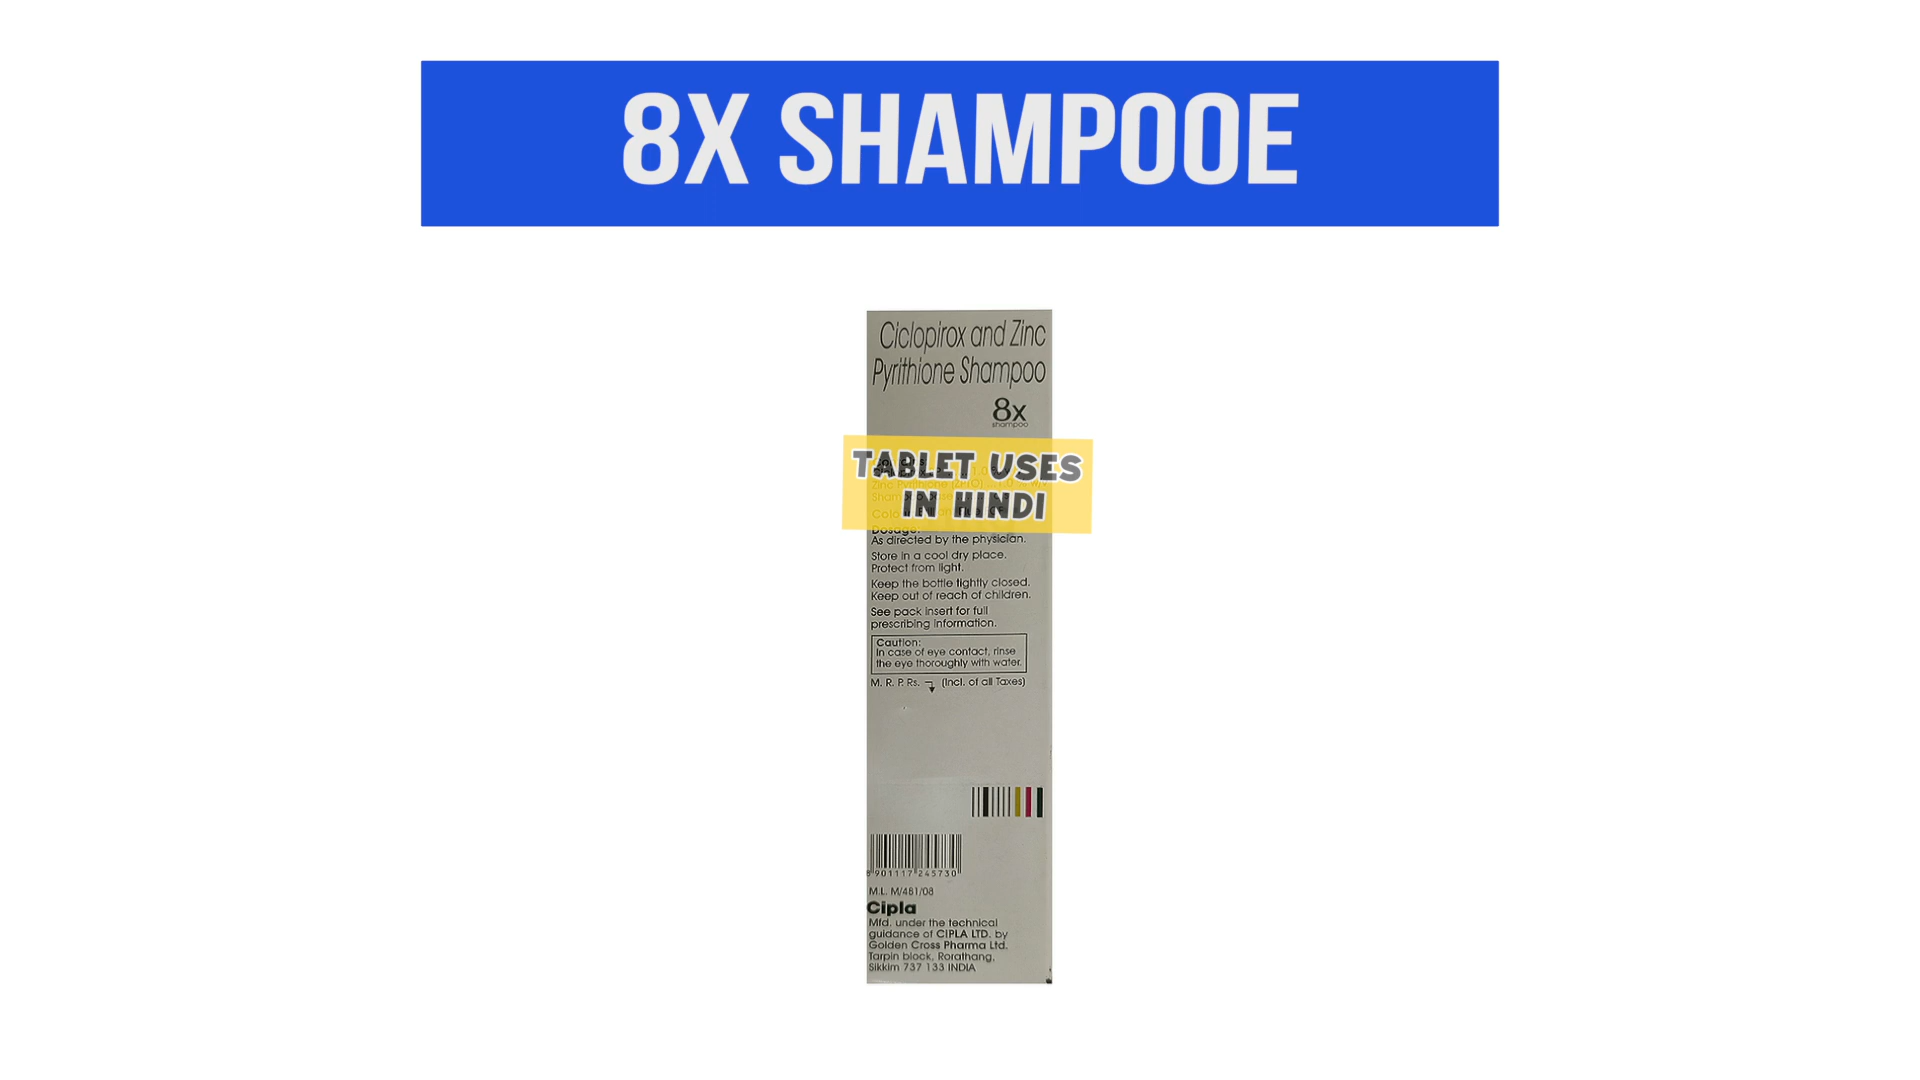 8X SHAMPOOE
Ciclopirox and Zinc
Pyrithione Shampoo
8x
shampoo
TABLET USES
IN HINDI
Zinc Pyrithione (ZPTO)
Dosage:
As directed by the physician.
Store in a cool dry place.
Protect from light.
Keep the bottle tightly closed.
Keep out of reach of children.
See pack insert for full
prescribing information.
Caution:
In case of eye contact, rinse
the eye thoroughly with water.
M. R. P. Rs. (Incl. of all Taxes)
8901117245730
M.L. M/481/08
Cipla
Mfd. under the technical
guidance of CIPLA LTD. by
Golden Cross Pharma Ltd.
Tarpin block, Rorathang,
Sikkim 737 133 INDIA